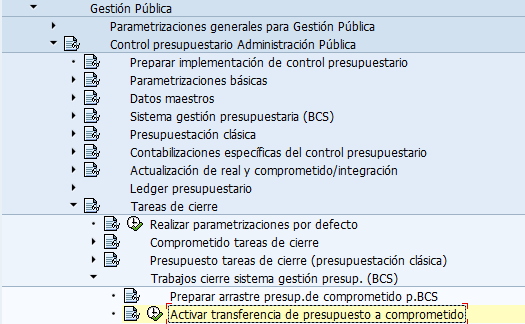 Gestión Pública
Parametrizaciones generales para Gestión Pública
Control presupuestario Administración Pública
Preparar implementación de control presupuestario
Parametrizaciones básicas
Datos maestros
Sistema gestión presupuestaria (BCS)
Presupuestación clásica
Contabilizaciones específicas del control presupuestario
Actualización de real y comprometido/integración
Ledger presupuestario
Tareas de cierre
Realizar parametrizaciones por defecto
Comprometido tareas de cierre
Presupuesto tareas de cierre (presupuestación clásica)
Trabajos cierre sistema gestión presup. (BCS)
Preparar arrastre presup.de comprometido p.BCS
Activar transferencia de presupuesto a comprometido